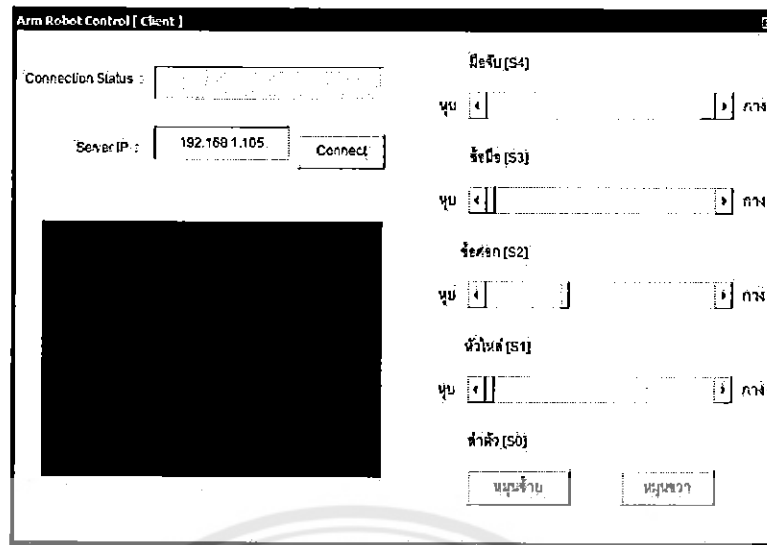 Arm Robot Control [ Client ]
Connection Status :
Server IP : 192.168.1.105 Connect
มือจับ [S4]
หุบ กาง
ข้อมือ [S3]
หุบ กาง
ข้อศอก [S2]
หุบ กาง
หัวไหล่ [S1]
หุบ กาง
ลำตัว [S0]
หมุนซ้าย หมุนขวา